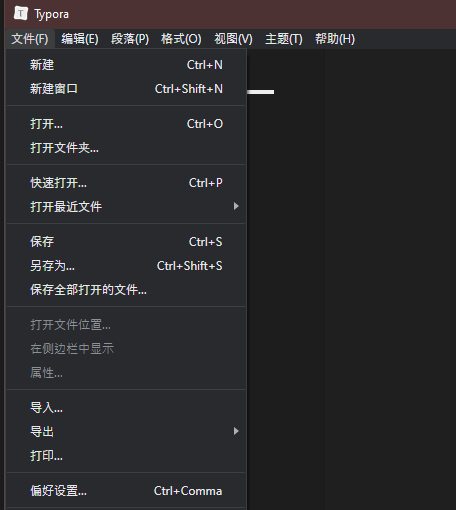 Typora
文件(F) 编辑(E) 段落(P) 格式(O) 视图(V) 主题(T) 帮助(H)
新建 Ctrl+N
新建窗口 Ctrl+Shift+N
打开... Ctrl+O
打开文件夹...
快速打开... Ctrl+P
打开最近文件
保存 Ctrl+S
另存为... Ctrl+Shift+S
保存全部打开的文件...
打开文件位置...
在侧边栏中显示
属性...
导入...
导出
打印...
偏好设置... Ctrl+Comma